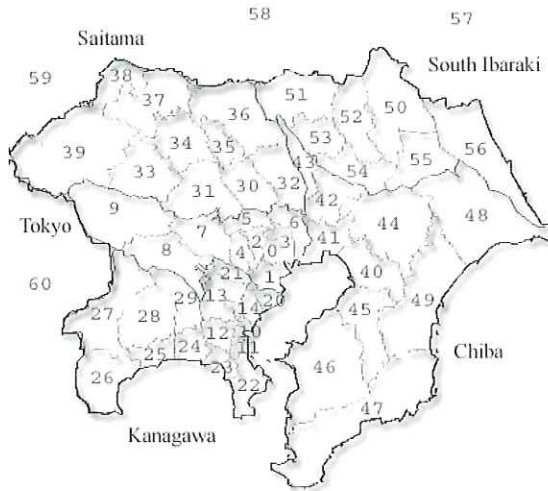 58 57
Saitama
59 38 37 51 South Ibaraki
36 52 50
39 34 35 53 43 54 55 56
33 31 30 32 42
9 5 6 44 48
Tokyo 7 2 3 41
8 4 0 40
60 21 1
27 28 29 13 14 20 45 49
12 10 11
25 24 46 Chiba
26 23 22
47
Kanagawa